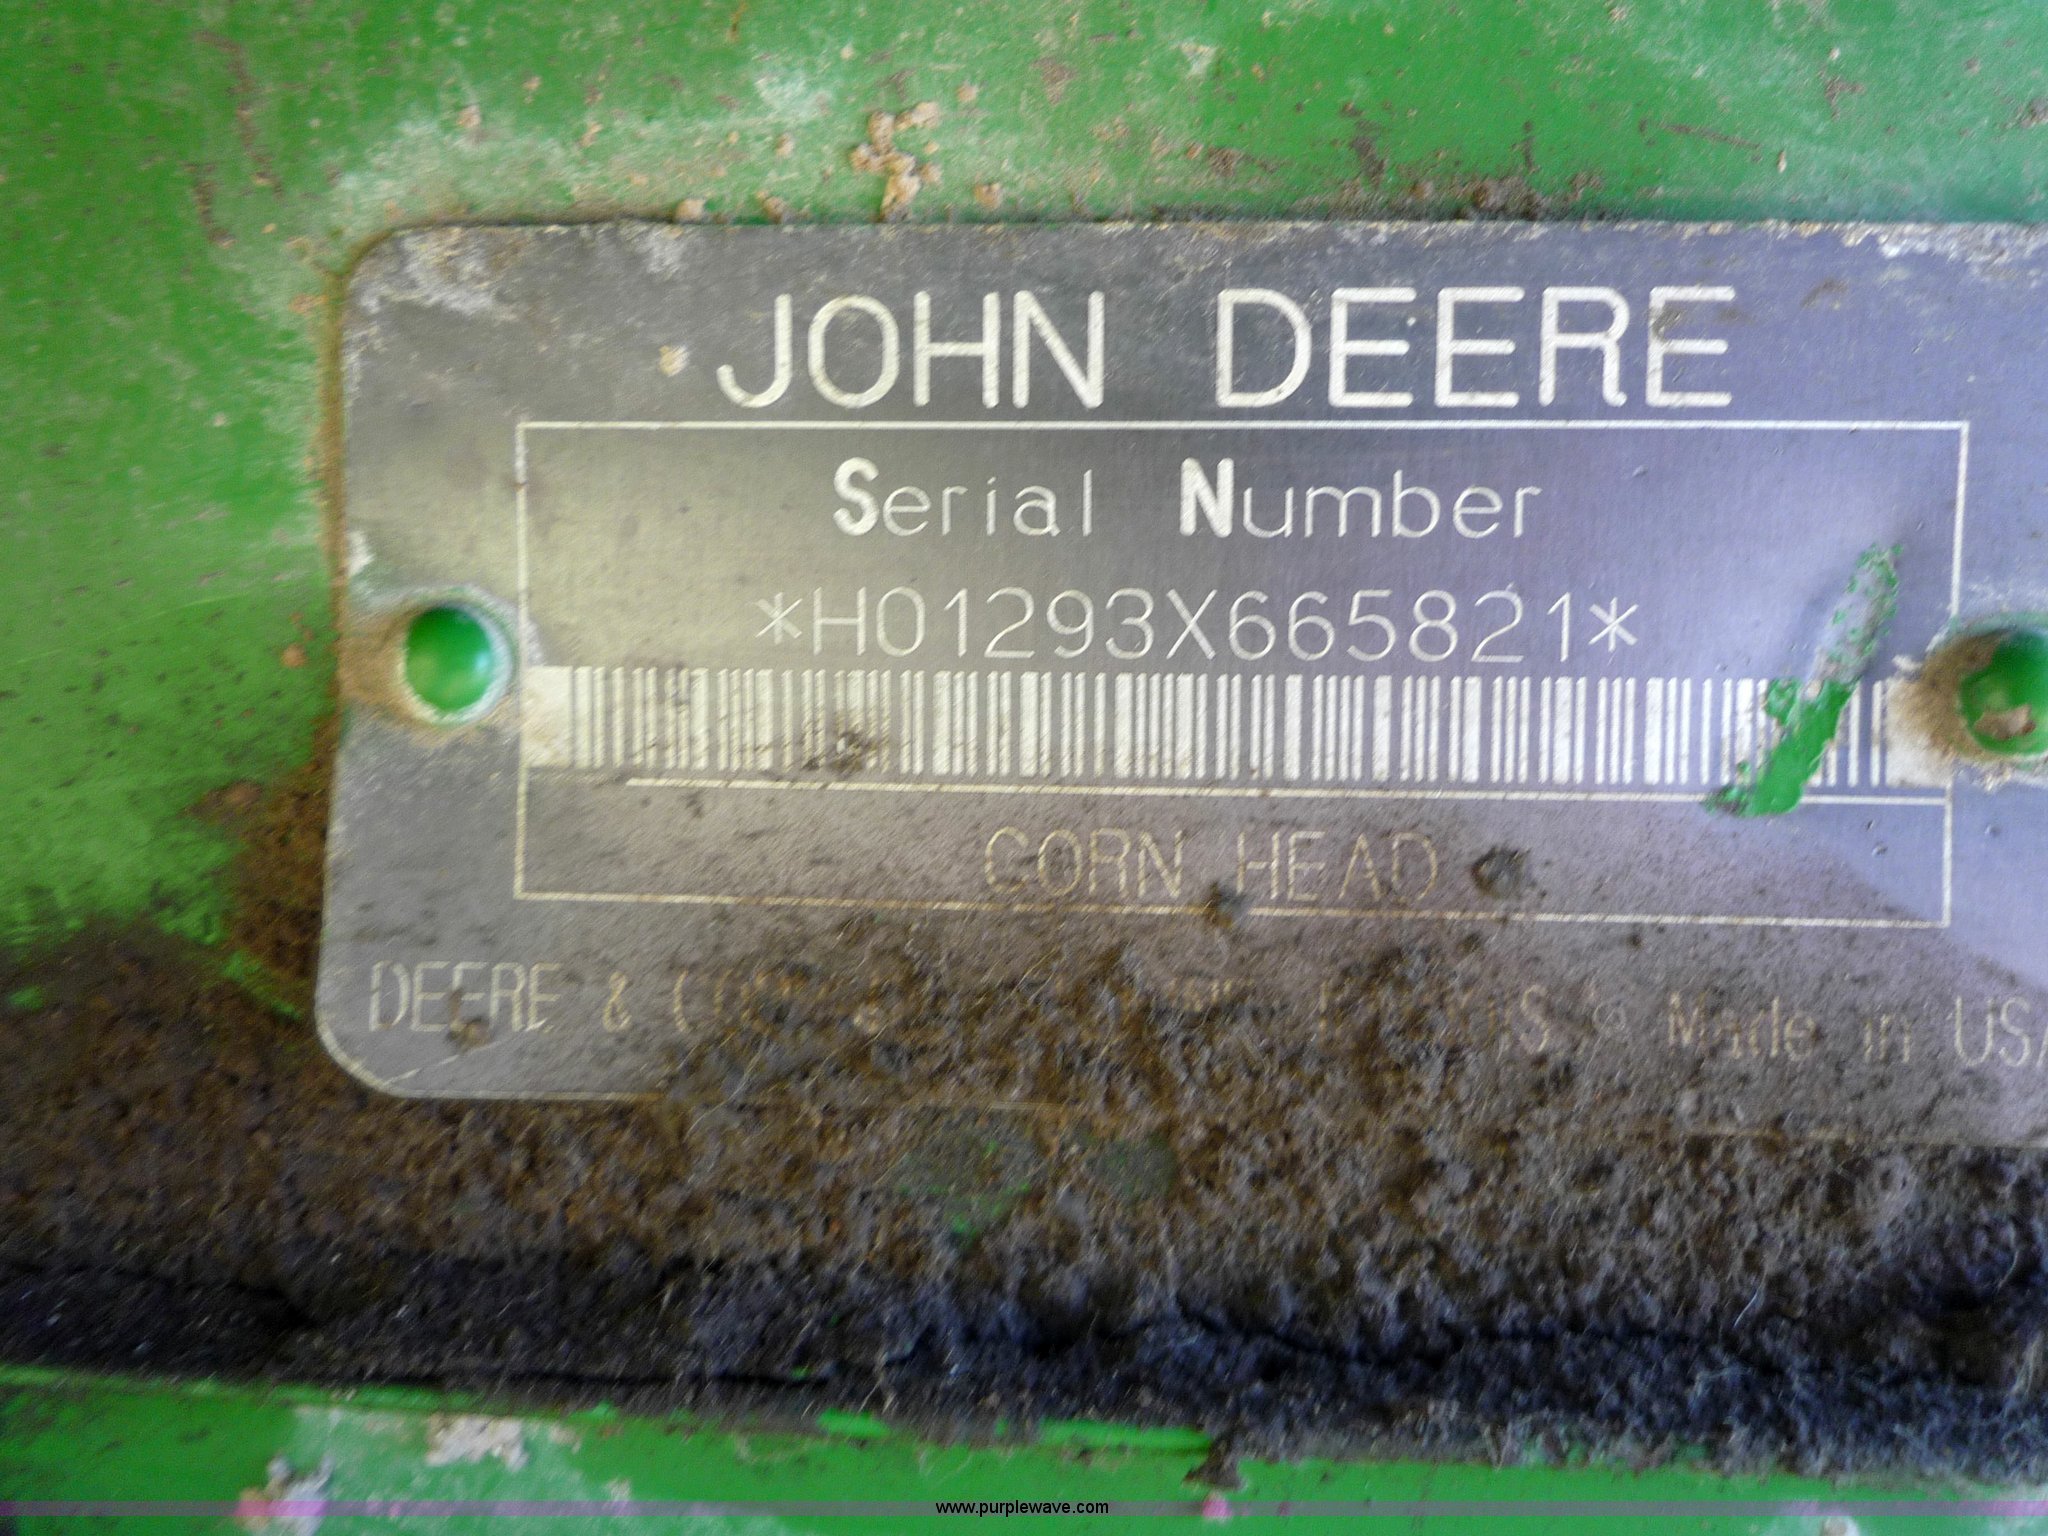 JOHN DEERE
Serial Number
*H01293X665821*
CORN HEAD
DEERE & Made in USA
www.purplewave.com